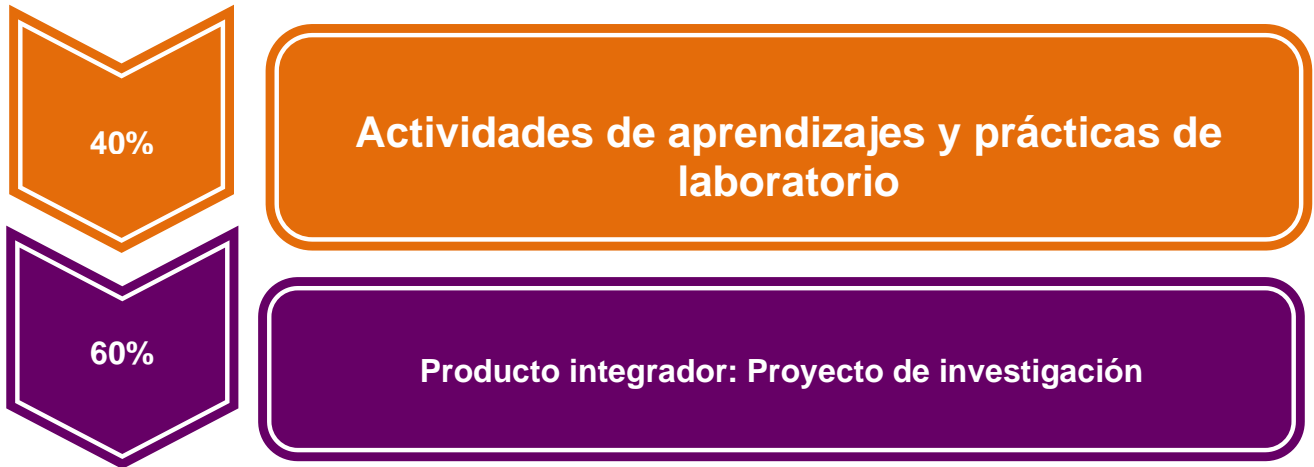 40%
Actividades de aprendizajes y prácticas de
laboratorio
60%
Producto integrador: Proyecto de investigación